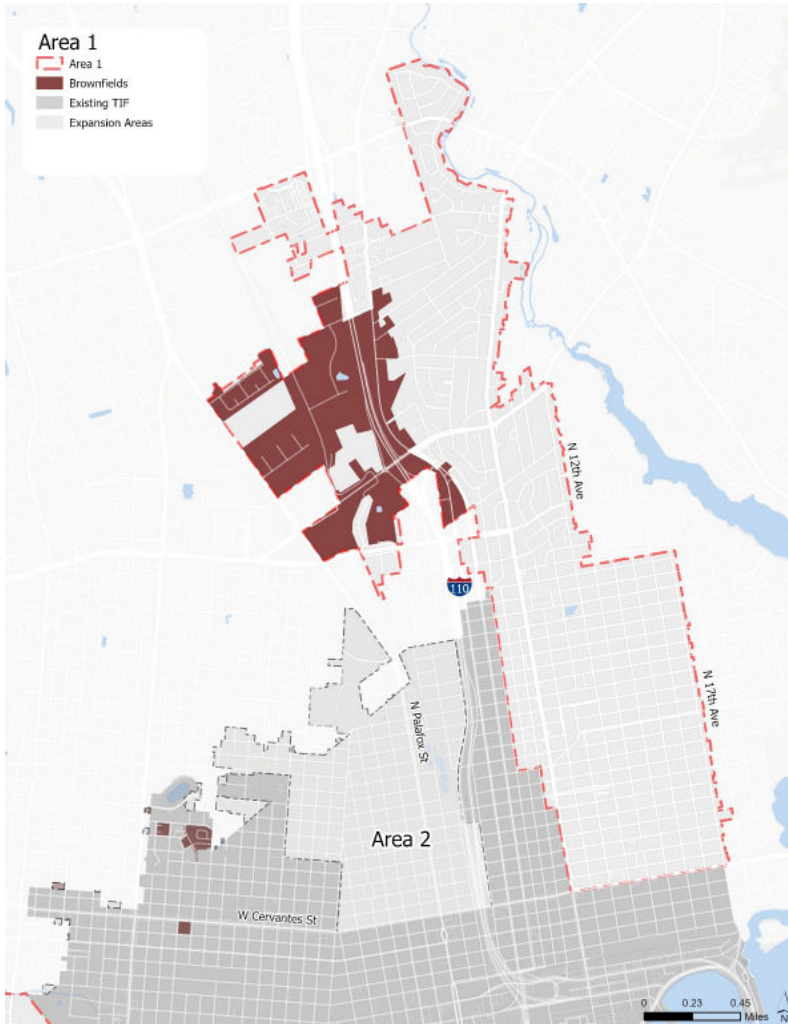 Area 1
Area 1
Brownfields
Existing TIF
Expansion Areas
N 12th Ave
110
N 17th Ave
N Palafox St
Area 2
W Cervantes St
0 0.23 0.45
Miles
N